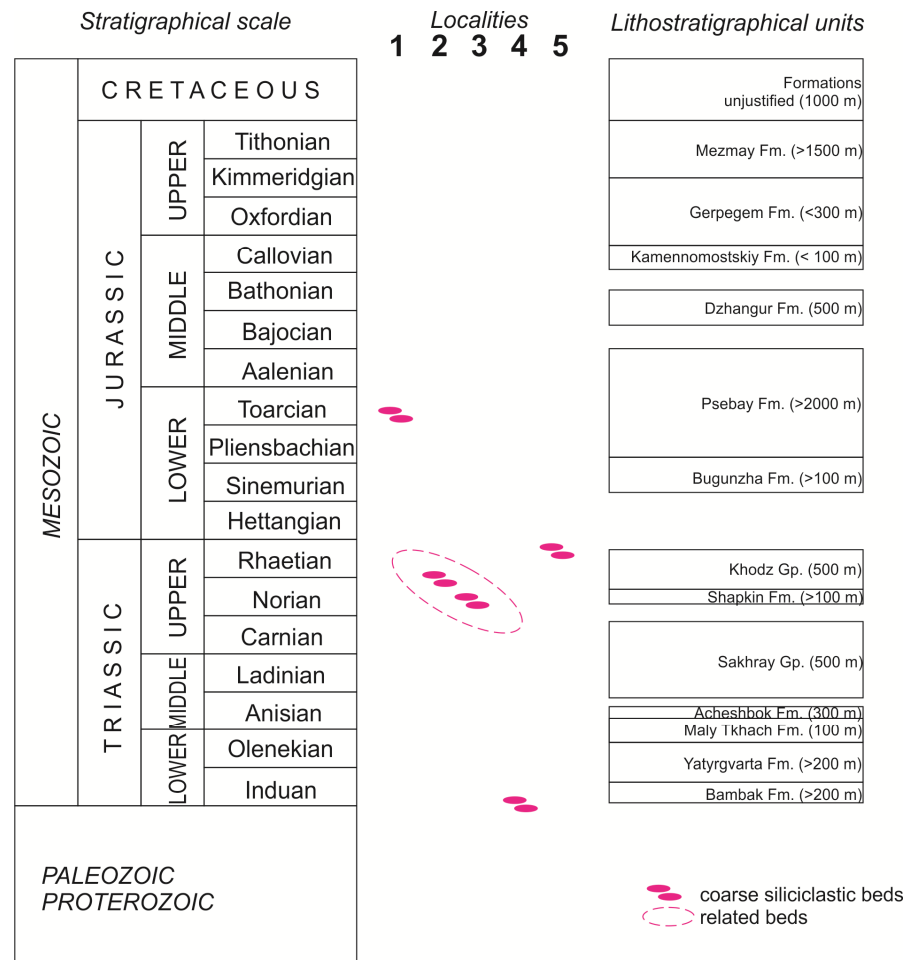 Stratigraphical scale
Localities
Lithostratigraphical units
1 2 3 4 5
MESOZOIC
CRETACEOUS
JURASSIC
UPPER
Tithonian
Kimmeridgian
Oxfordian
MIDDLE
Callovian
Bathonian
Bajocian
Aalenian
LOWER
Toarcian
Pliensbachian
Sinemurian
Hettangian
TRIASSIC
UPPER
Rhaetian
Norian
Carnian
MIDDLE
Ladinian
Anisian
LOWER
Olenekian
Induan
PALEOZOIC
PROTEROZOIC
Formations
unjustified (1000 m)
Mezmay Fm. (>1500 m)
Gerpegem Fm. (<300 m)
Kamennomostskiy Fm. (< 100 m)
Dzhangur Fm. (500 m)
Psebay Fm. (>2000 m)
Bugunzha Fm. (>100 m)
Khodz Gp. (500 m)
Shapkin Fm. (>100 m)
Sakhray Gp. (500 m)
Acheshbok Fm. (300 m)
Maly Tkhach Fm. (100 m)
Yatyrgvarta Fm. (>200 m)
Bambak Fm. (>200 m)
coarse siliciclastic beds
related beds